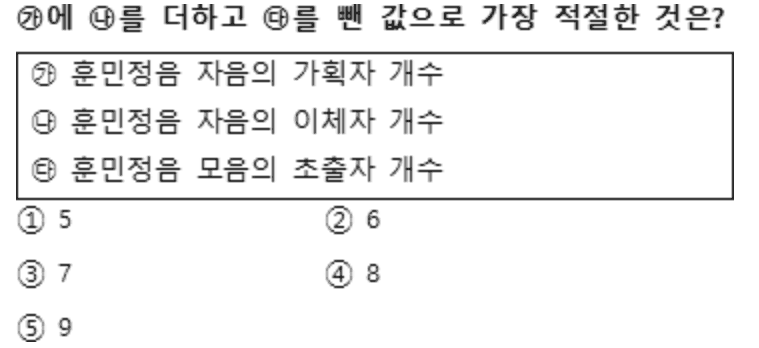 ㉮에 ㉯를 더하고 ㉰를 뺀 값으로 가장 적절한 것은?
㉮ 훈민정음 자음의 가획자 개수
㉯ 훈민정음 자음의 이체자 개수
㉰ 훈민정음 모음의 초출자 개수
① 5 ② 6
③ 7 ④ 8
⑤ 9